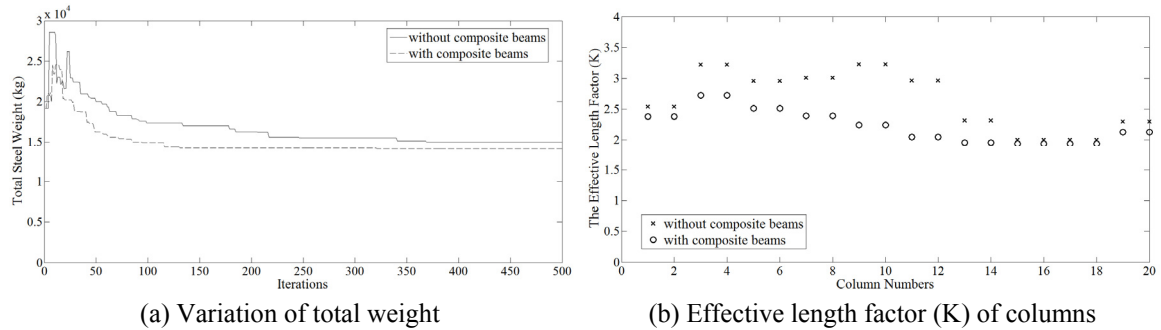 3 x 10⁴
2.5
2
1.5
1
0.5
0
Total Steel Weight (kg)
without composite beams
with composite beams
0 50 100 150 200 250 300 350 400 450 500
Iterations
(a) Variation of total weight
4
3.5
3
2.5
2
1.5
1
0.5
0
The Effective Length Factor (K)
without composite beams
with composite beams
0 2 4 6 8 10 12 14 16 18 20
Column Numbers
(b) Effective length factor (K) of columns